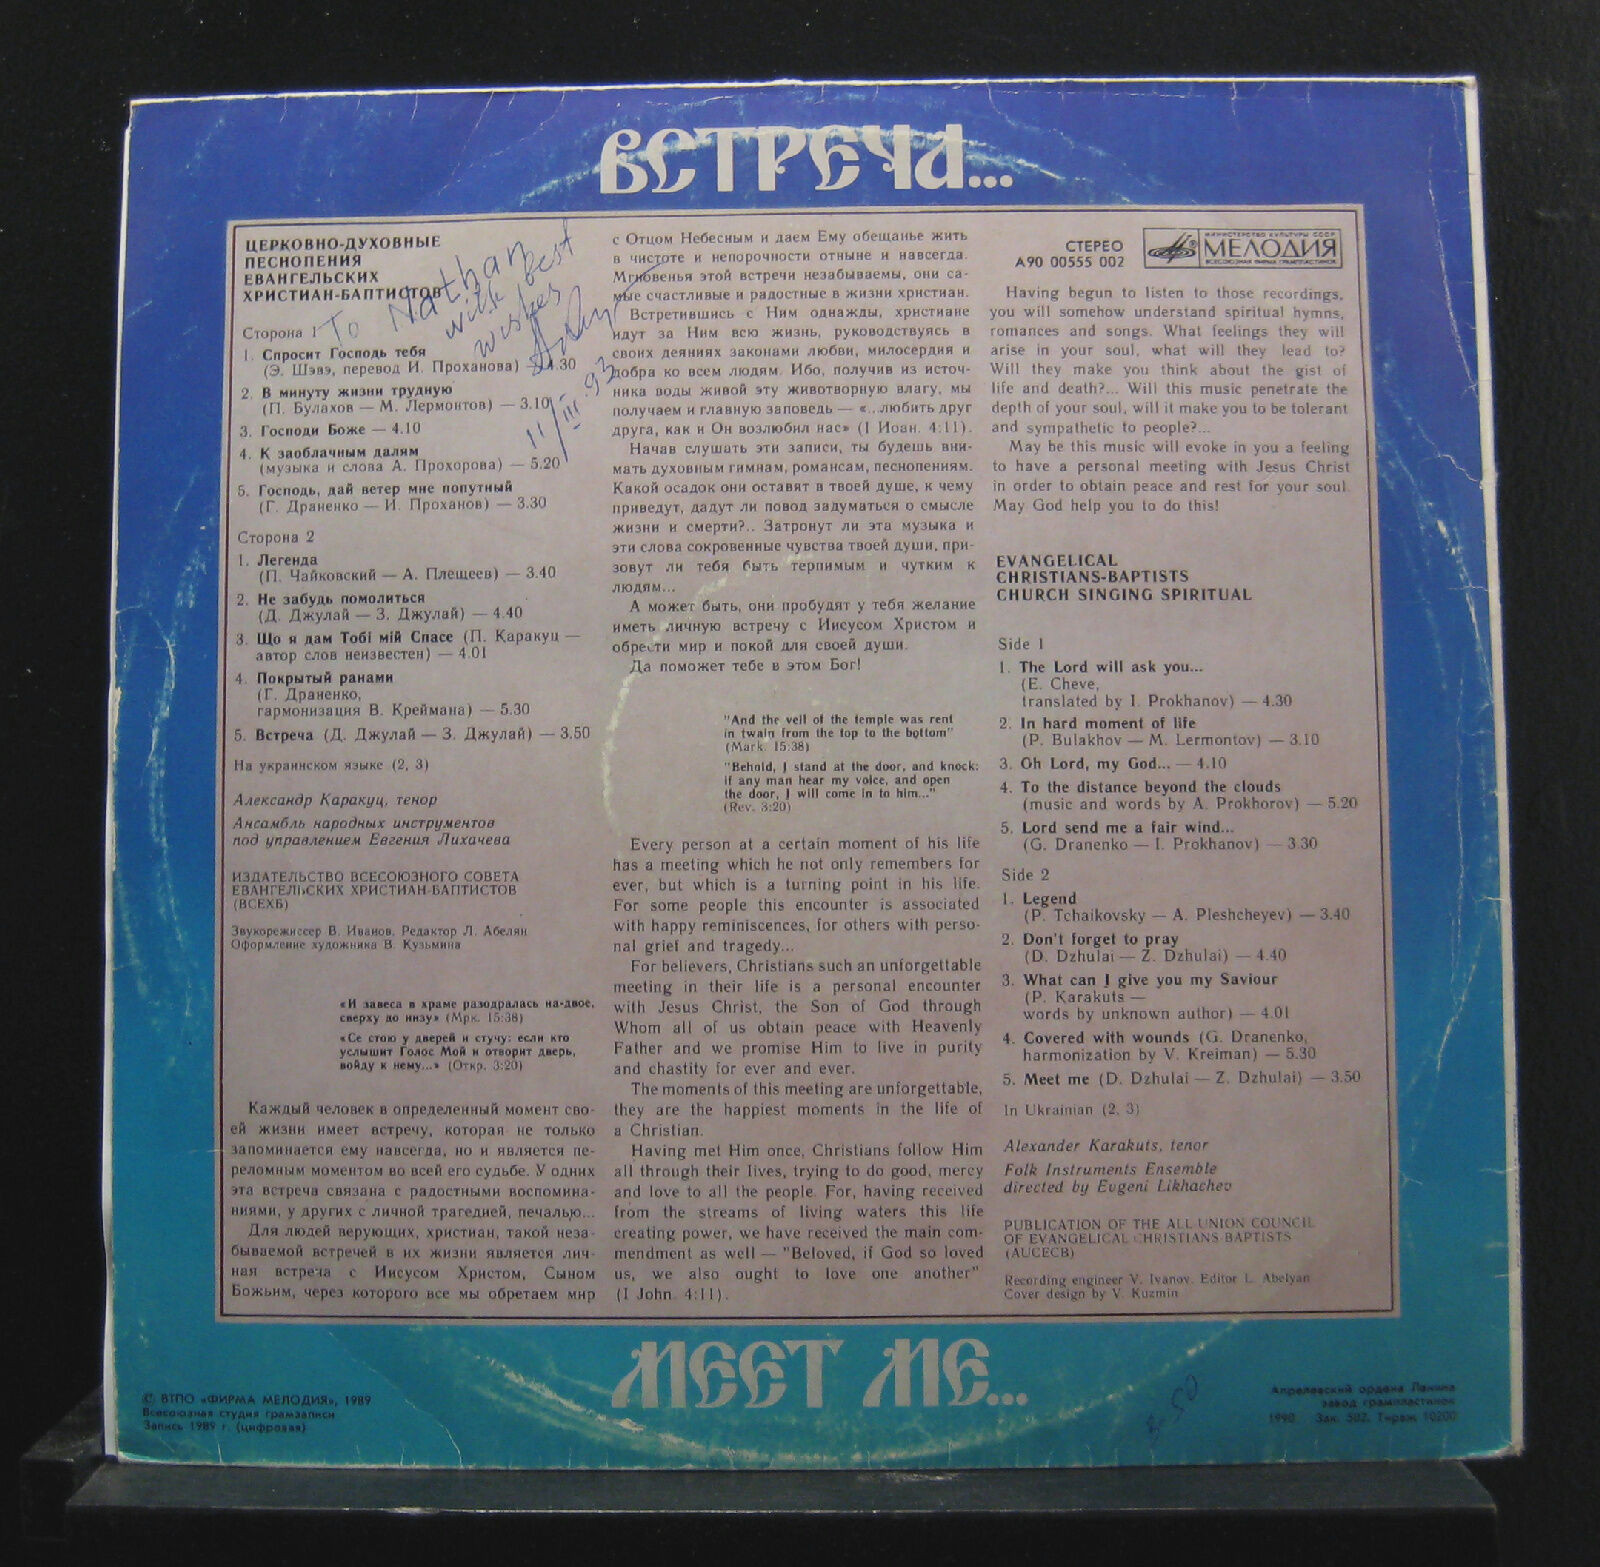 ВСТРЕЧА...
ЦЕРКОВНО-ДУХОВНЫЕ
ПЕСНОПЕНИЯ
ЕВАНГЕЛЬСКИХ
ХРИСТИАН-БАПТИСТОВ
To Nathan
with best
wishes
11/III-93
Сторона 1
1. Спросит Господь тебя
(Э. Шэвэ, перевод И. Проханова) — 4.30
2. В минуту жизни трудную
(П. Булахов — М. Лермонтов) — 3.10
3. Господи Боже — 4.10
4. К заоблачным далям
(музыка и слова А. Прохорова) — 5.20
5. Господь, дай ветер мне попутный
(Г. Драненко — И. Проханов) — 3.30
Сторона 2
1. Легенда
(П. Чайковский — А. Плещеев) — 3.40
2. Не забудь помолиться
(Д. Джулай — З. Джулай) — 4.40
3. Що я дам Тобі мій Спасе (П. Каракуц —
автор слов неизвестен) — 4.01
4. Покрытый ранами
(Г. Драненко,
гармонизация В. Креймана) — 5.30
5. Встреча (Д. Джулай — З. Джулай) — 3.50
На украинском языке (2, 3)
Александр Каракуц, тенор
Ансамбль народных инструментов
под управлением Евгения Лихачева
ИЗДАТЕЛЬСТВО ВСЕСОЮЗНОГО СОВЕТА
ЕВАНГЕЛЬСКИХ ХРИСТИАН-БАПТИСТОВ
(ВСЕХБ)
Звукорежиссер В. Иванов. Редактор Л. Абелян
Оформление художника В. Кузьмина
«И завеса в храме разодралась на-двое,
сверху до низу» (Мрк. 15:38)
«Се стою у дверей и стучу: если кто
услышит Голос Мой и отворит дверь,
войду к нему...» (Откр. 3:20)
Каждый человек в определенный момент сво-
ей жизни имеет встречу, которая не только
запоминается ему навсегда, но и является пе-
реломным моментом во всей его судьбе. У одних
эта встреча связана с радостными воспомина-
ниями, у других с личной трагедией, печалью...
Для людей верующих, христиан, такой неза-
бываемой встречей в их жизни является лич-
ная встреча с Иисусом Христом, Сыном
Божьим, через которого все мы обретаем мир
с Отцом Небесным и даем Ему обещанье жить
в чистоте и непорочности отныне и навсегда.
Мгновенья этой встречи незабываемы, они са-
мые счастливые и радостные в жизни христиан.
Встретившись с Ним однажды, христиане
идут за Ним всю жизнь, руководствуясь в
своих деяниях законами любви, милосердия и
добра ко всем людям. Ибо, получив из источ-
ника воды живой эту животворную влагу, мы
получаем и главную заповедь — «...любить друг
друга, как и Он возлюбил нас» (I Иоан. 4:11).
Начав слушать эти записи, ты будешь вни-
мать духовным гимнам, романсам, песнопениям.
Какой осадок они оставят в твоей душе, к чему
приведут, дадут ли повод задуматься о смысле
жизни и смерти?.. Затронут ли эта музыка и
эти слова сокровенные чувства твоей души, при-
зовут ли тебя быть терпимым и чутким к
людям...
А может быть, они пробудят у тебя желание
иметь личную встречу с Иисусом Христом и
обрести мир и покой для своей души.
Да поможет тебе в этом Бог!
"And the veil of the temple was rent
in twain from the top to the bottom"
(Mark. 15:38)
"Behold, I stand at the door, and knock:
if any man hear my voice, and open
the door, I will come in to him..."
(Rev. 3:20)
Every person at a certain moment of his life
has a meeting which he not only remembers for
ever, but which is a turning point in his life.
For some people this encounter is associated
with happy reminiscences, for others with perso-
nal grief and tragedy...
For believers, Christians such an unforgettable
meeting in their life is a personal encounter
with Jesus Christ, the Son of God through
Whom all of us obtain peace with Heavenly
Father and we promise Him to live in purity
and chastity for ever and ever.
The moments of this meeting are unforgettable,
they are the happiest moments in the life of
a Christian.
Having met Him once, Christians follow Him
all through their lives, trying to do good, mercy
and love to all the people. For, having received
from the streams of living waters this life
creating power, we have received the main com-
mendment as well — "Beloved, if God so loved
us, we also ought to love one another"
(I John. 4:11).
СТЕРЕО
А90 00555 002
МИНИСТЕРСТВО КУЛЬТУРЫ СССР
МЕЛОДИЯ
ВСЕСОЮЗНАЯ ФИРМА ГРАМПЛАСТИНОК
Having begun to listen to those recordings,
you will somehow understand spiritual hymns,
romances and songs. What feelings they will
arise in your soul, what will they lead to?
Will they make you think about the gist of
life and death?... Will this music penetrate the
depth of your soul, will it make you to be tolerant
and sympathetic to people?...
May be this music will evoke in you a feeling
to have a personal meeting with Jesus Christ
in order to obtain peace and rest for your soul.
May God help you to do this!
EVANGELICAL
CHRISTIANS-BAPTISTS
CHURCH SINGING SPIRITUAL
Side 1
1. The Lord will ask you...
(E. Cheve,
translated by I. Prokhanov) — 4.30
2. In hard moment of life
(P. Bulakhov — M. Lermontov) — 3.10
3. Oh Lord, my God... — 4.10
4. To the distance beyond the clouds
(music and words by A. Prokhorov) — 5.20
5. Lord send me a fair wind...
(G. Dranenko — I. Prokhanov) — 3.30
Side 2
1. Legend
(P. Tchaikovsky — A. Pleshcheyev) — 3.40
2. Don't forget to pray
(D. Dzhulai — Z. Dzhulai) — 4.40
3. What can I give you my Saviour
(P. Karakuts —
words by unknown author) — 4.01
4. Covered with wounds (G. Dranenko,
harmonization by V. Kreiman) — 5.30
5. Meet me (D. Dzhulai — Z. Dzhulai) — 3.50
In Ukrainian (2, 3)
Alexander Karakuts, tenor
Folk Instruments Ensemble
directed by Evgeni Likhachev
PUBLICATION OF THE ALL UNION COUNCIL
OF EVANGELICAL CHRISTIANS-BAPTISTS
(AUCECB)
Recording engineer V. Ivanov. Editor L. Abelyan
Cover design by V. Kuzmin
MEET ME...
© ВТПО «ФИРМА МЕЛОДИЯ», 1989
Всесоюзная студия грамзаписи
Запись 1989 г. (цифровая)
3.50
Апрелевский ордена Ленина
завод грампластинок
1990. Зак. 502. Тираж 10200